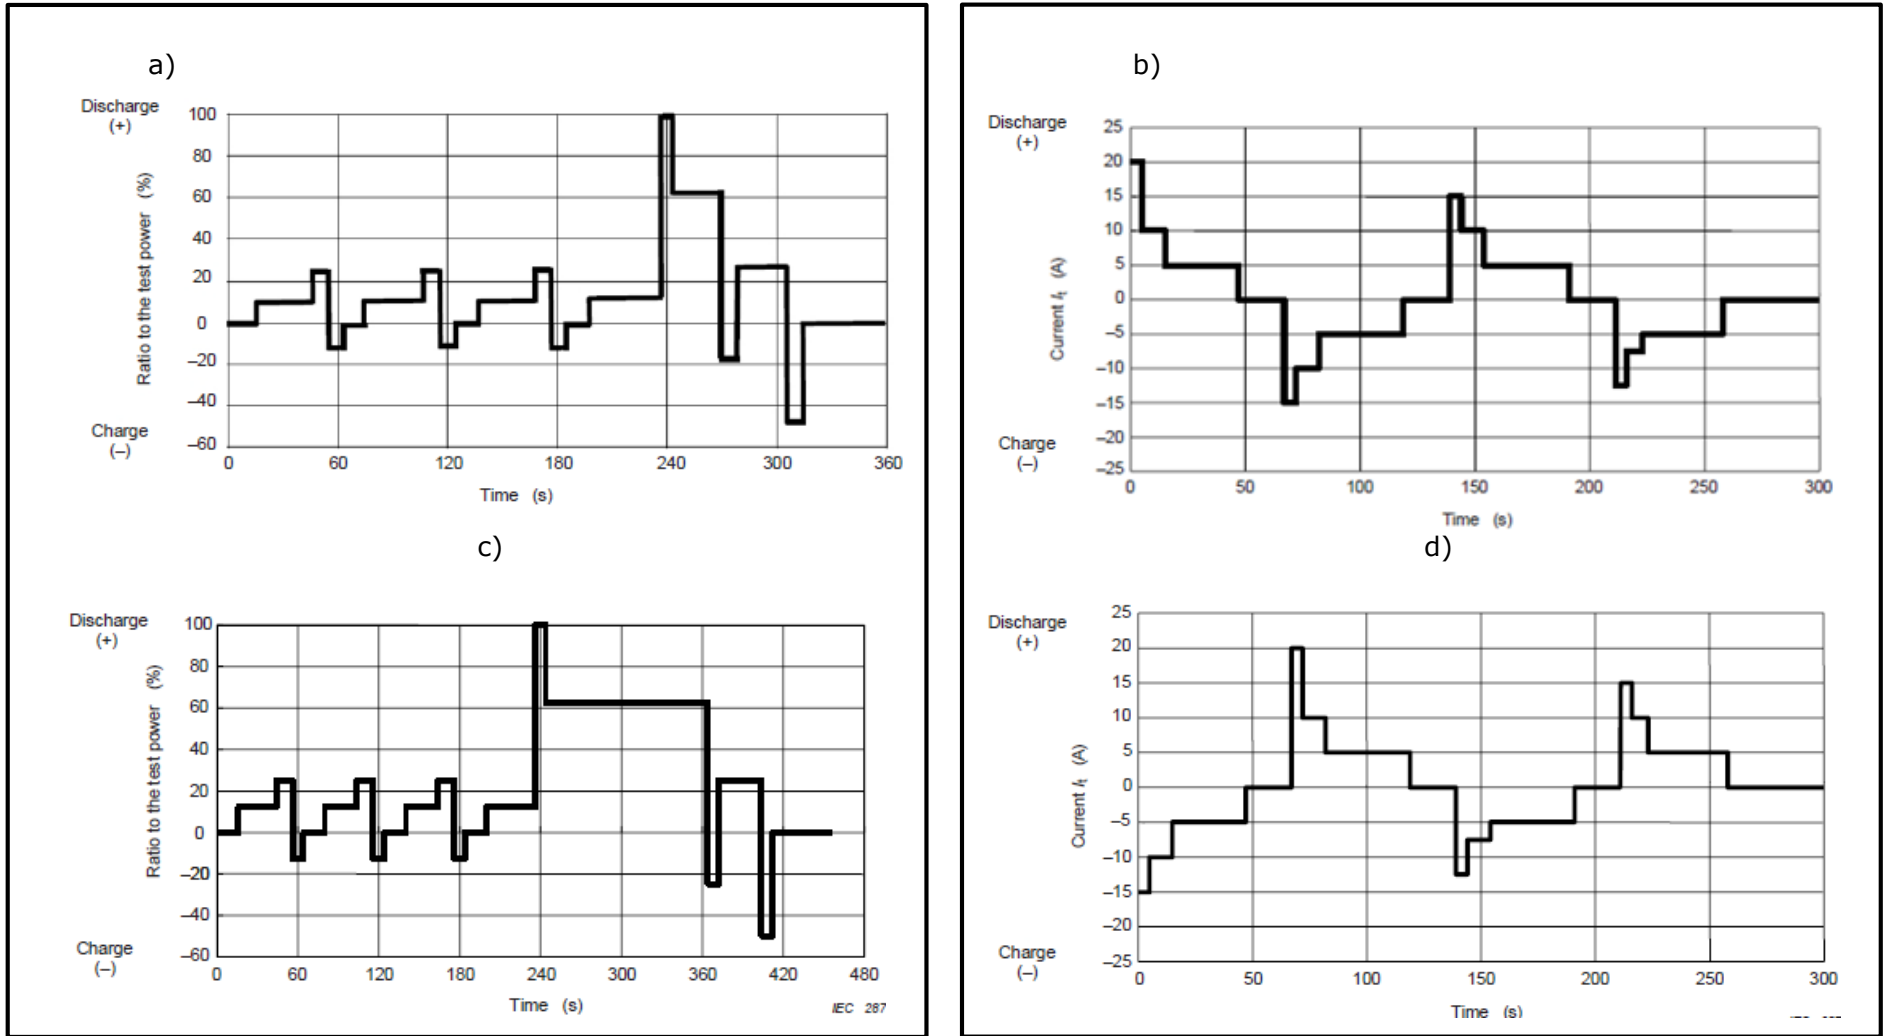 a)
Discharge
(+)
Ratio to the test power (%)
100
80
60
40
20
0
–20
–40
–60
Charge
(–)
0 60 120 180 240 300 360
Time (s)
b)
Discharge
(+)
Current It (A)
25
20
15
10
5
0
–5
–10
–15
–20
–25
Charge
(–)
0 50 100 150 200 250 300
Time (s)
c)
Discharge
(+)
Ratio to the test power (%)
100
80
60
40
20
0
–20
–40
–60
Charge
(–)
0 60 120 180 240 300 360 420 480
Time (s)
IEC 287
d)
Discharge
(+)
Current It (A)
25
20
15
10
5
0
–5
–10
–15
–20
–25
Charge
(–)
0 50 100 150 200 250 300
Time (s)